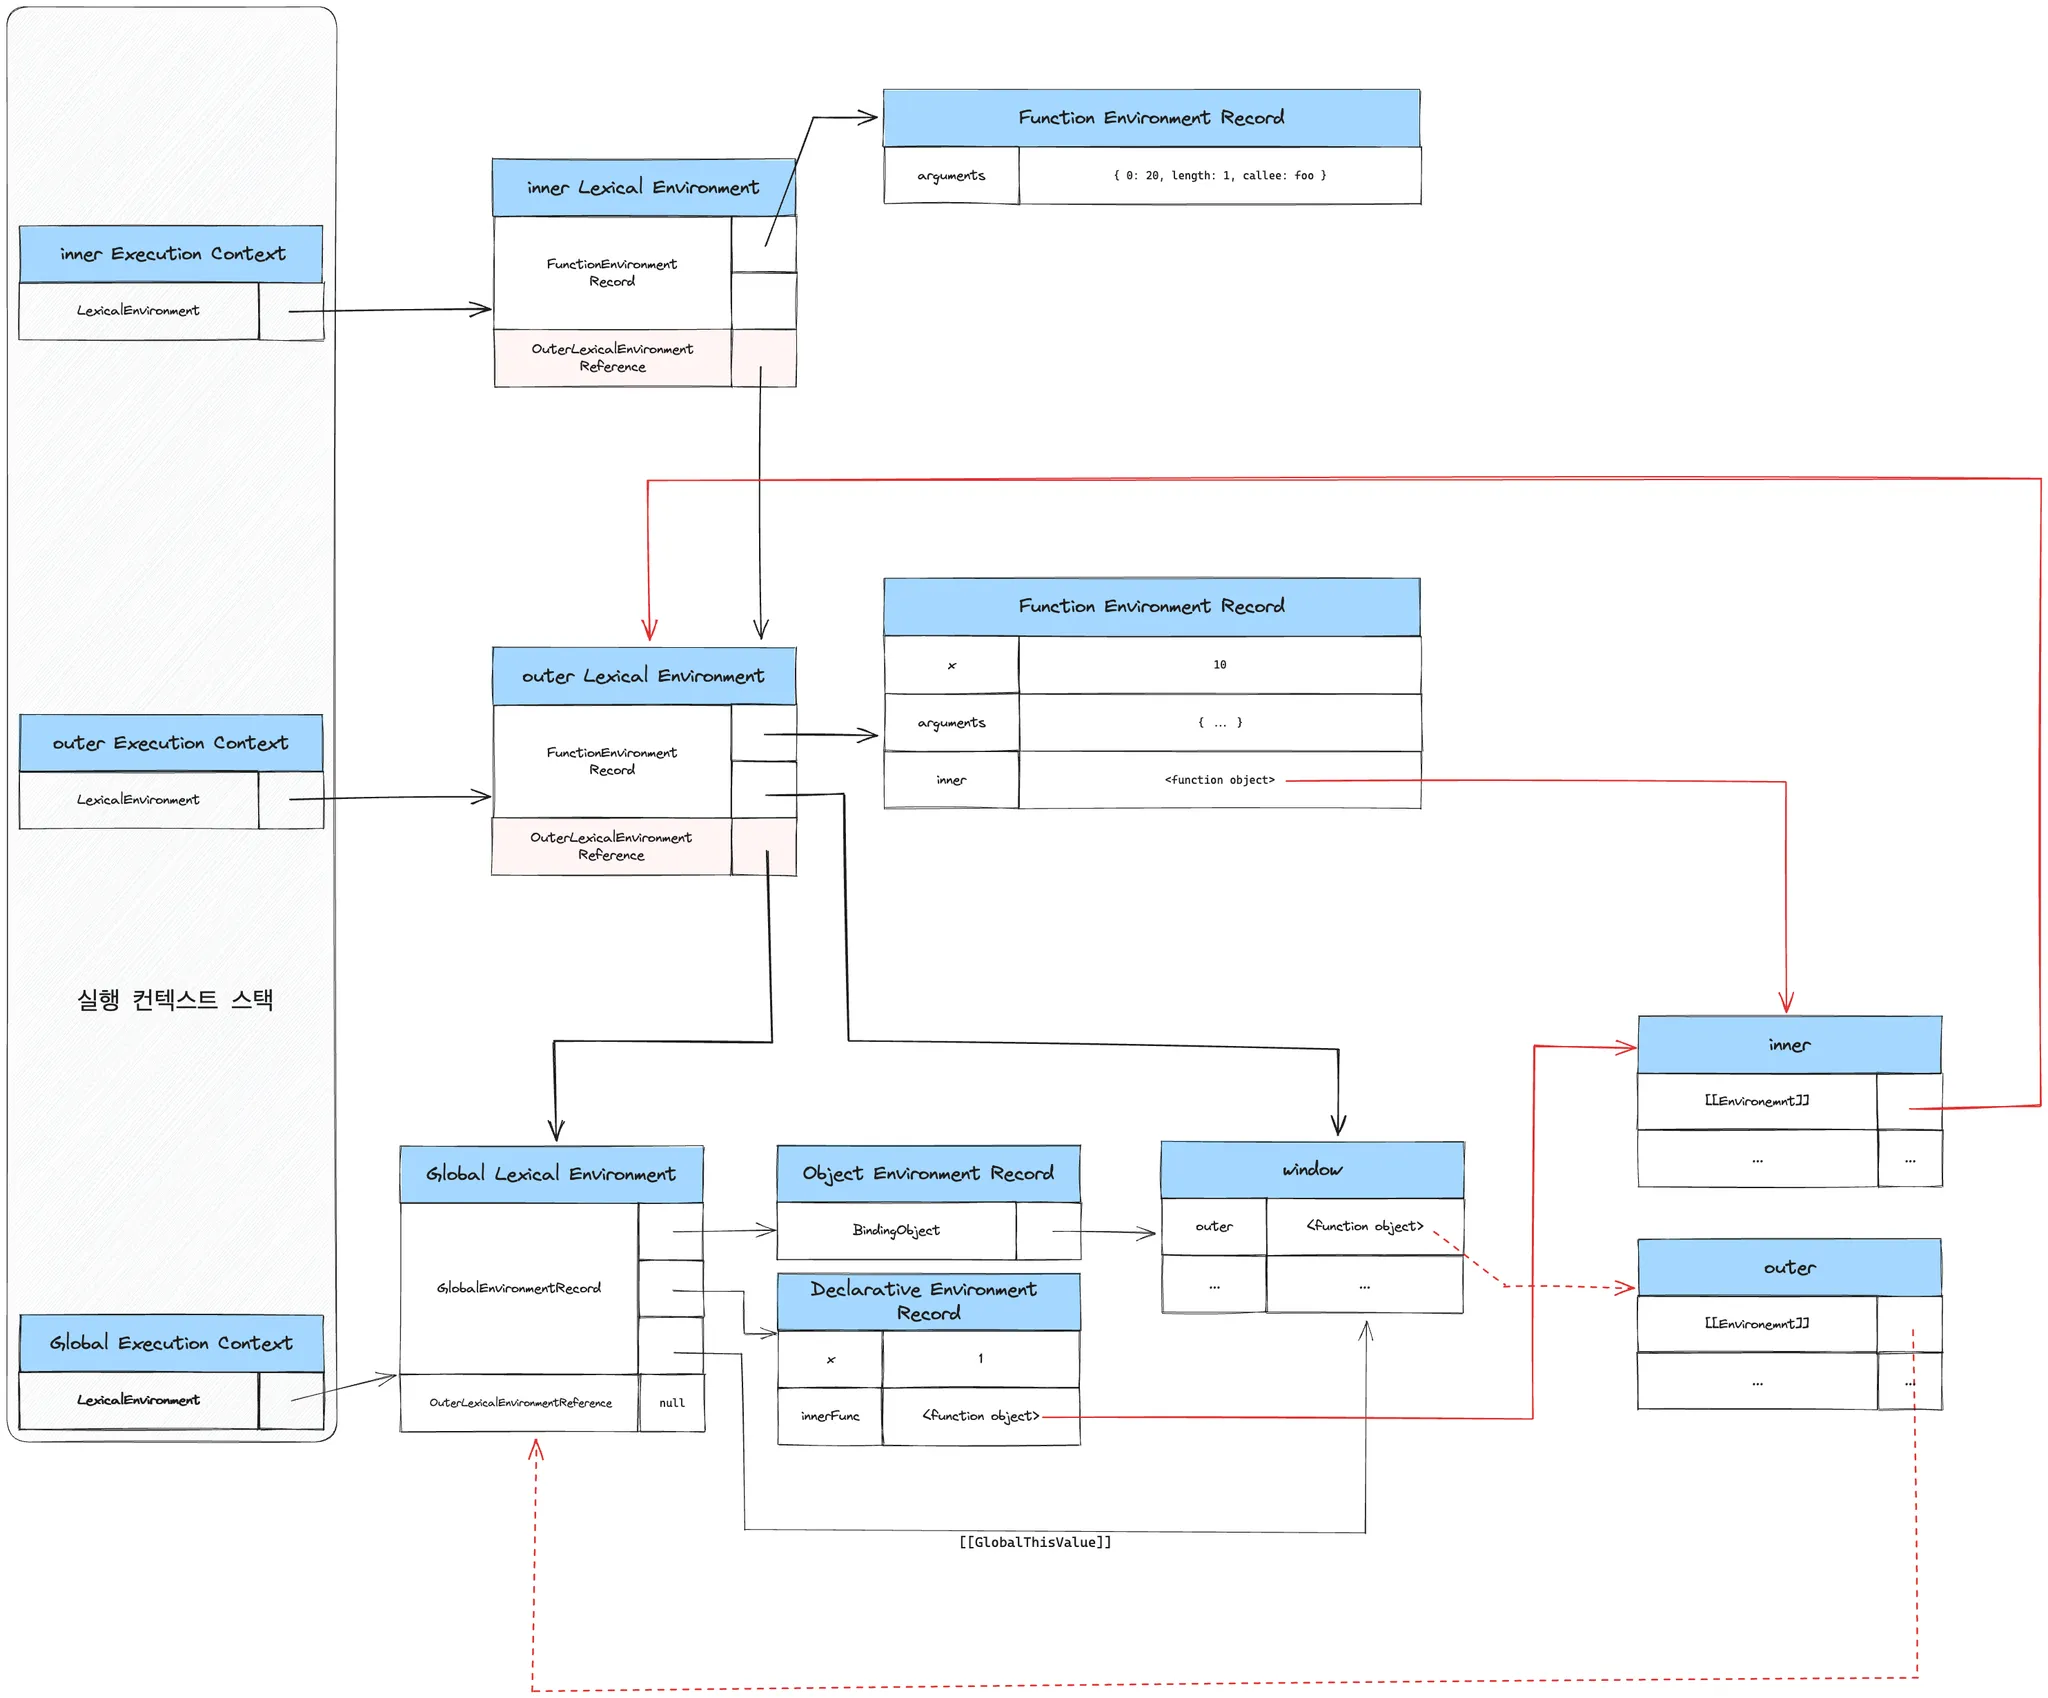 Function Environment Record
arguments
{ 0: 20, length: 1, callee: foo }
inner Lexical Environment
FunctionEnvironment
Record
OuterLexicalEnvironment
Reference
inner Execution Context
LexicalEnvironment
Function Environment Record
x
10
arguments
{ ... }
inner
<function object>
outer Lexical Environment
FunctionEnvironment
Record
OuterLexicalEnvironment
Reference
outer Execution Context
LexicalEnvironment
실행 컨텍스트 스택
inner
[[Environemnt]]
...
...
Global Lexical Environment
GlobalEnvironmentRecord
OuterLexicalEnvironmentReference
null
Object Environment Record
BindingObject
window
outer
<function object>
...
...
Declarative Environment
Record
x
1
innerFunc
<function object>
outer
[[Environemnt]]
...
...
Global Execution Context
LexicalEnvironment
[[GlobalThisValue]]